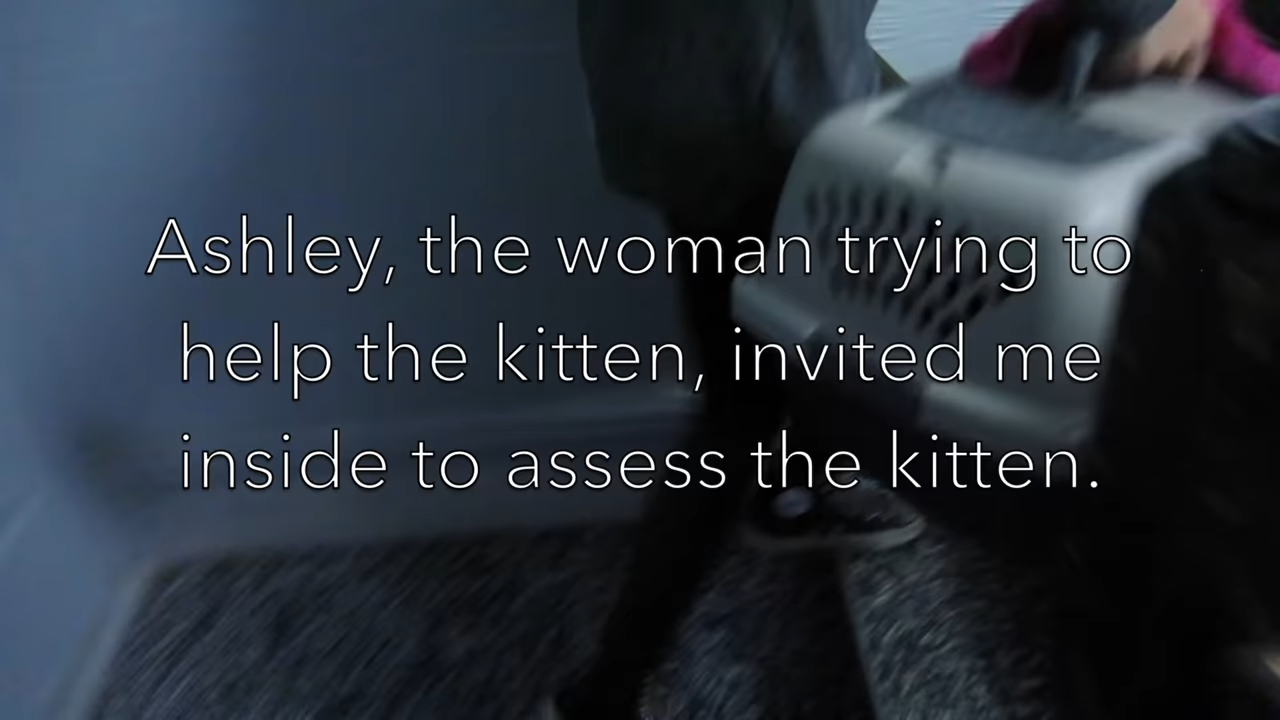 Ashley, the woman trying to
help the kitten, invited me
inside to assess the kitten.